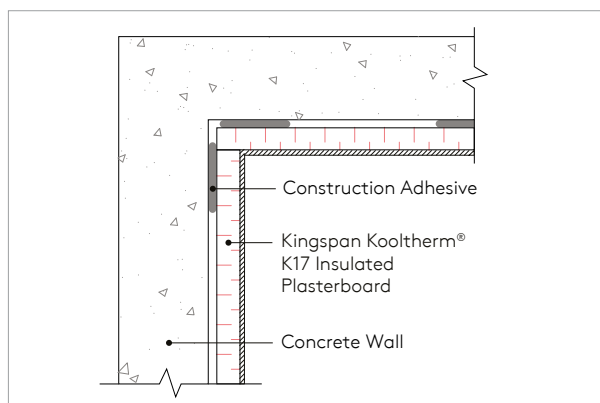 Construction Adhesive
Kingspan Kooltherm®
K17 Insulated
Plasterboard
Concrete Wall